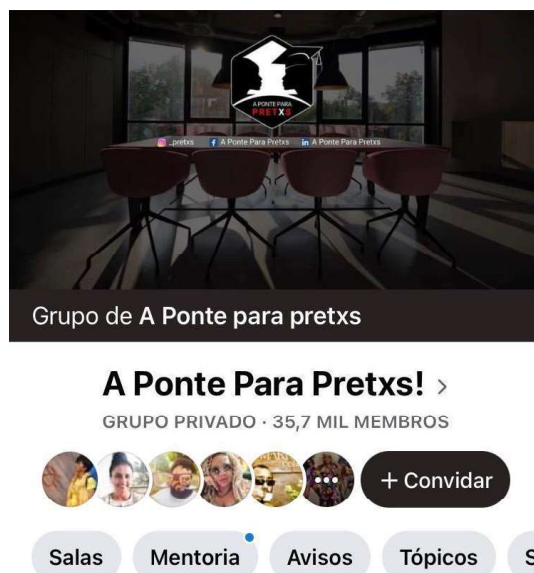 A PONTE PARA
PRETXS
_pretxs A Ponte Para Pretxs A Ponte Para Pretxs
Grupo de A Ponte para pretxs
A Ponte Para Pretxs! >
GRUPO PRIVADO · 35,7 MIL MEMBROS
+ Convidar
Salas Mentoria Avisos Tópicos S